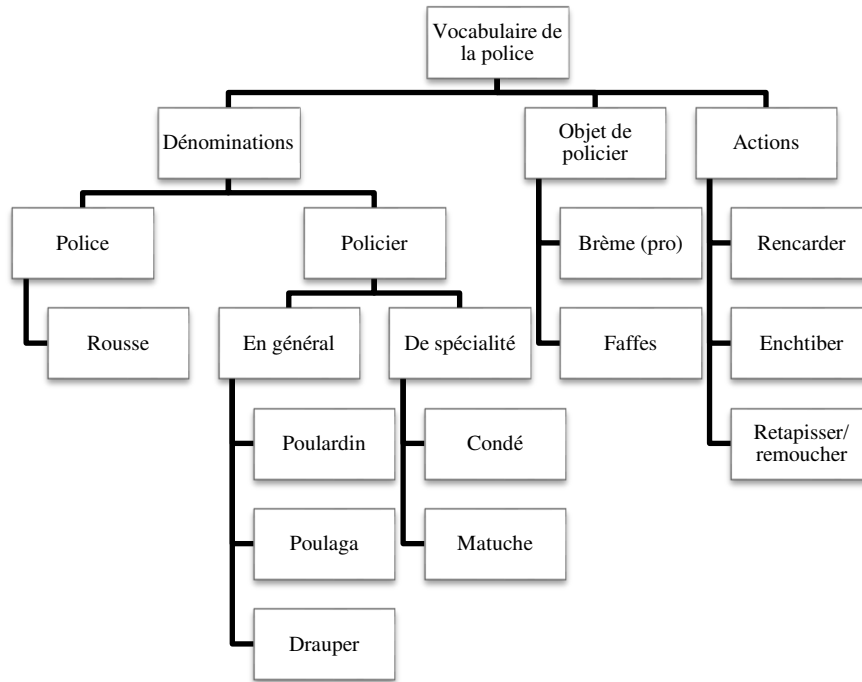 Vocabulaire de
la police
Dénominations
Objet de
policier
Actions
Police
Policier
Brème (pro)
Rencarder
Rousse
En général
De spécialité
Faffes
Enchtiber
Poulardin
Condé
Retapisser/
remoucher
Poulaga
Matuche
Drauper